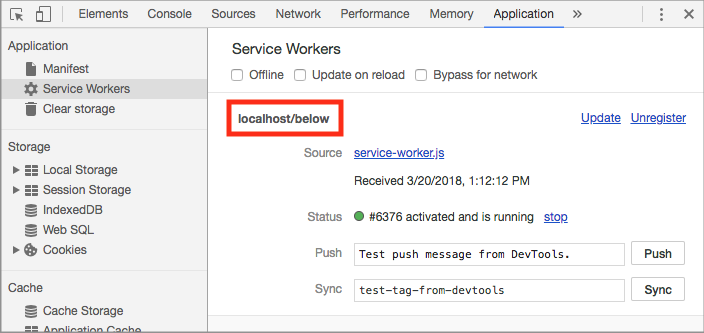 Elements Console Sources Network Performance Memory Application »
Application
Manifest
Service Workers
Clear storage
Storage
Local Storage
Session Storage
IndexedDB
Web SQL
Cookies
Cache
Cache Storage
Application Cache
Service Workers
Offline Update on reload Bypass for network
localhost/below Update Unregister
Source service-worker.js
Received 3/20/2018, 1:12:12 PM
Status #6376 activated and is running stop
Push Test push message from DevTools. Push
Sync test-tag-from-devtools Sync